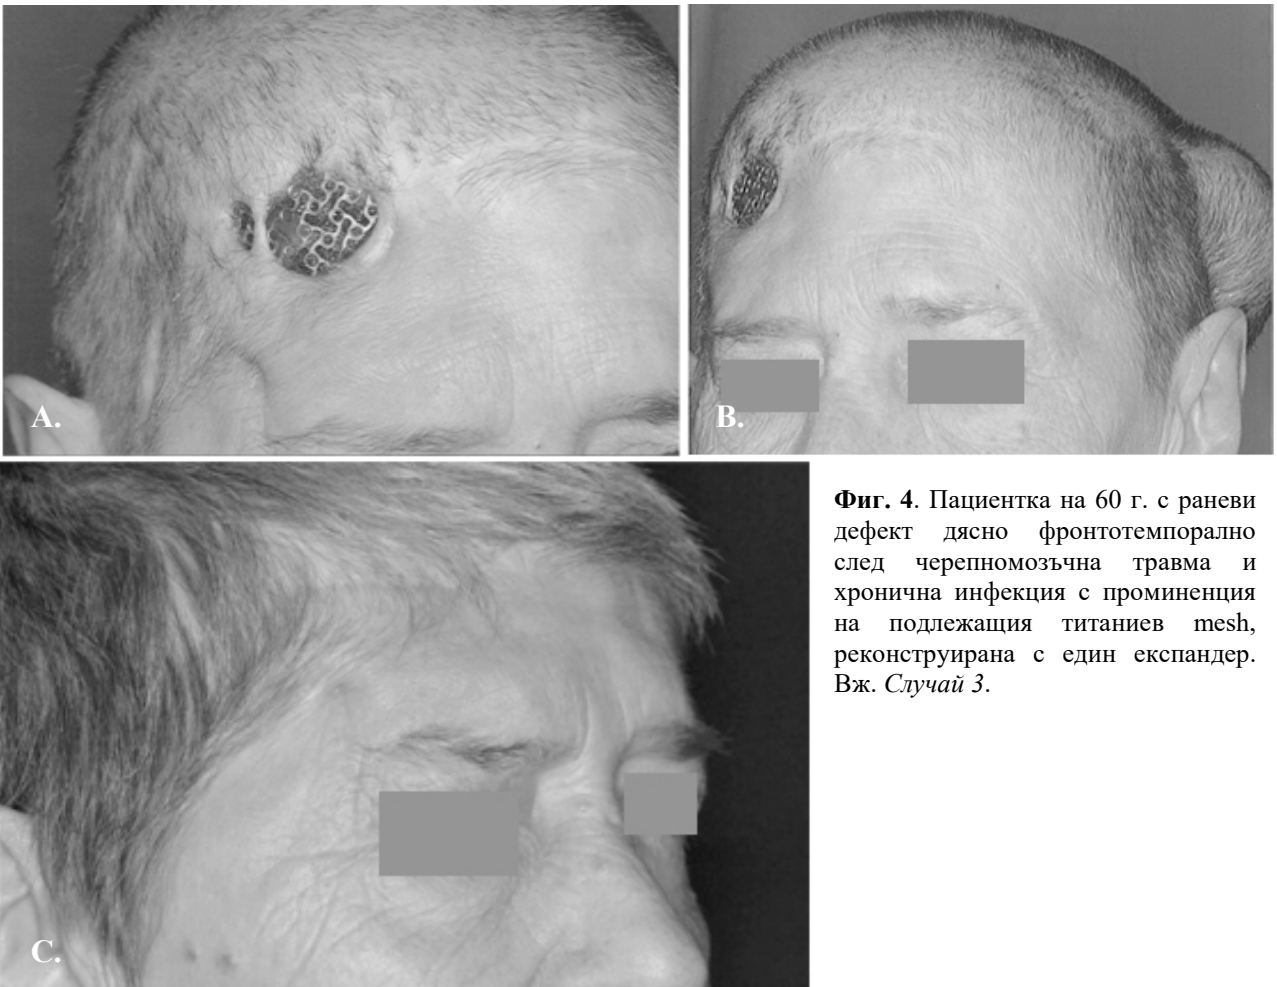 A.
B.
Фиг. 4. Пациентка на 60 г. с раневи
дефект дясно фронтотемпорално
след черепномозъчна травма и
хронична инфекция с проминенция
на подлежащия титаниев mesh,
реконструирана с един експандер.
Вж. Случай 3.
C.